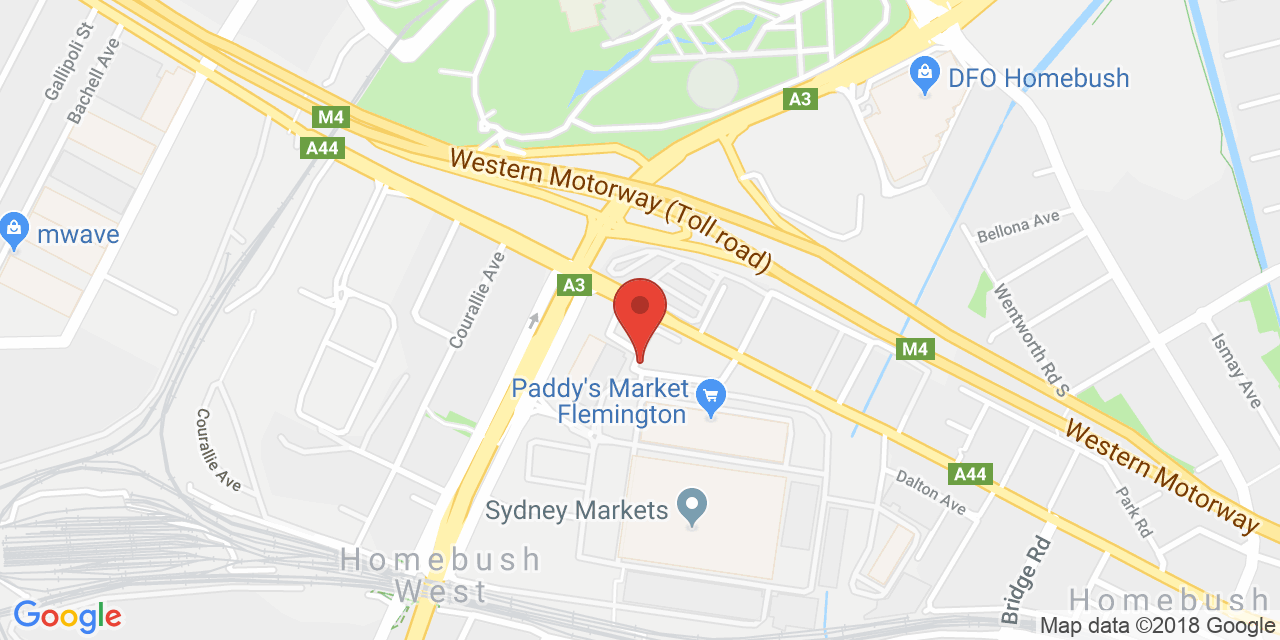 Gallipoli St
Bachell Ave
M4
A44
A3
DFO Homebush
Western Motorway (Toll road)
mwave
Bellona Ave
A3
Courallie Ave
Wentworth Rd S
M4
Ismay Ave
Paddy's Market
Flemington
Courallie Ave
Western Motorway
A44
Dalton Ave
Park Rd
Sydney Markets
Homebush
West
Bridge Rd
Homebush
Google
Map data ©2018 Google